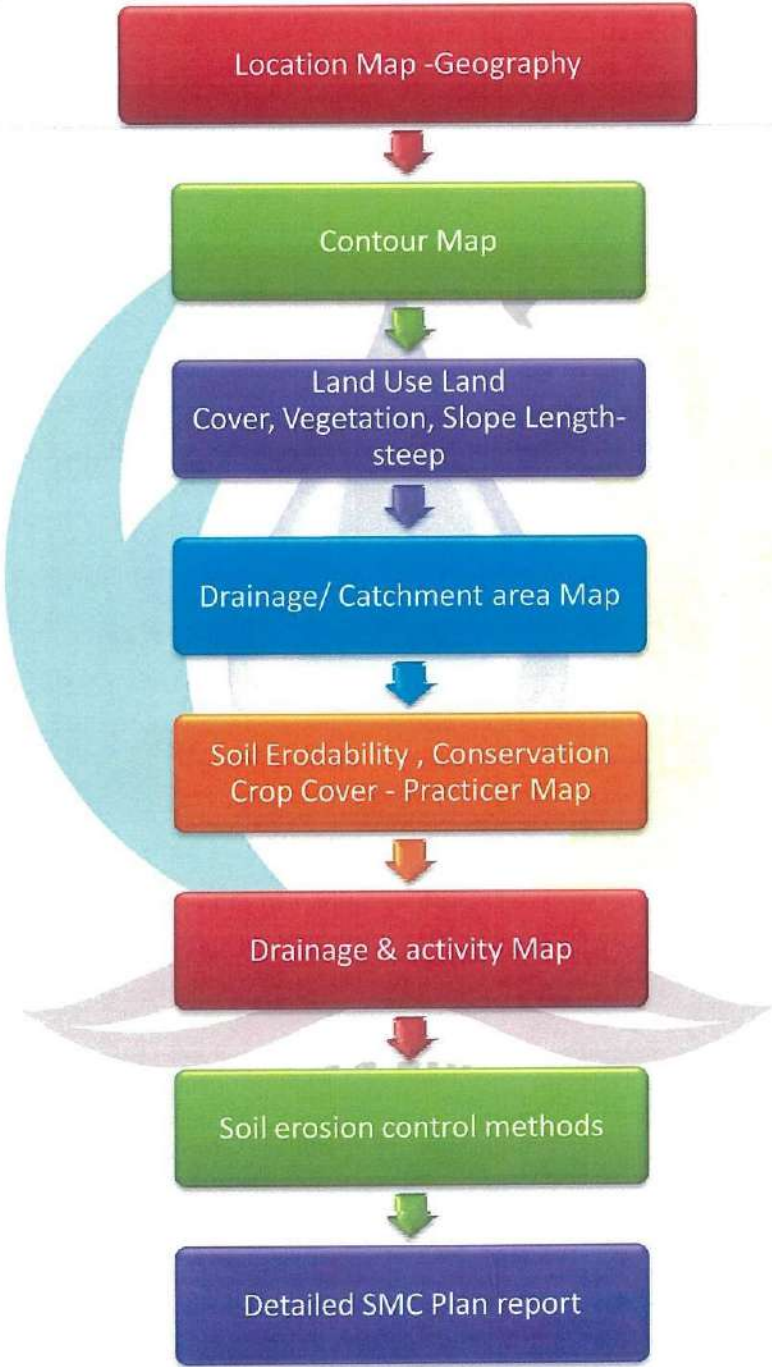 Location Map -Geography
Contour Map
Land Use Land
Cover, Vegetation, Slope Length-
steep
Drainage/ Catchment area Map
Soil Erodability , Conservation
Crop Cover - Practicer Map
Drainage & activity Map
Soil erosion control methods
Detailed SMC Plan report